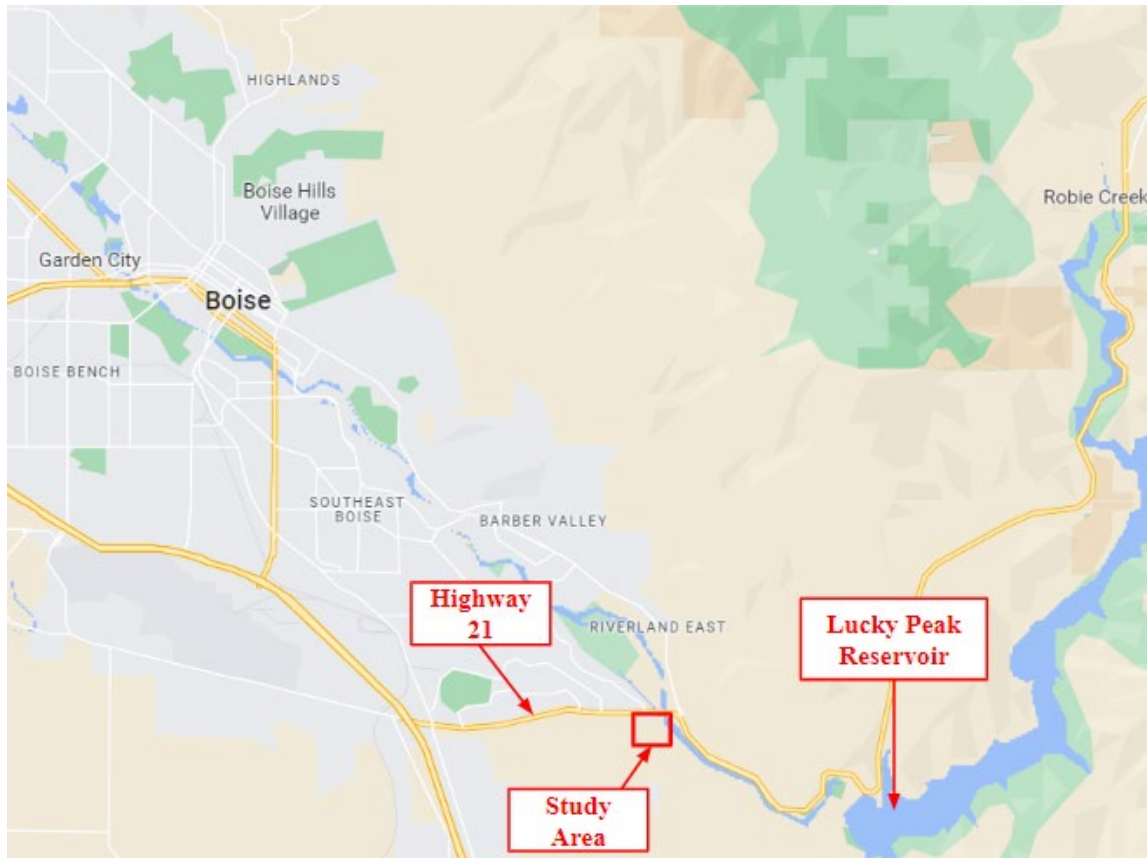 HIGHLANDS
Boise Hills
Village
Robie Creek
Garden City
Boise
BOISE BENCH
SOUTHEAST
BOISE
BARBER VALLEY
Highway
21
RIVERLAND EAST
Lucky Peak
Reservoir
Study
Area